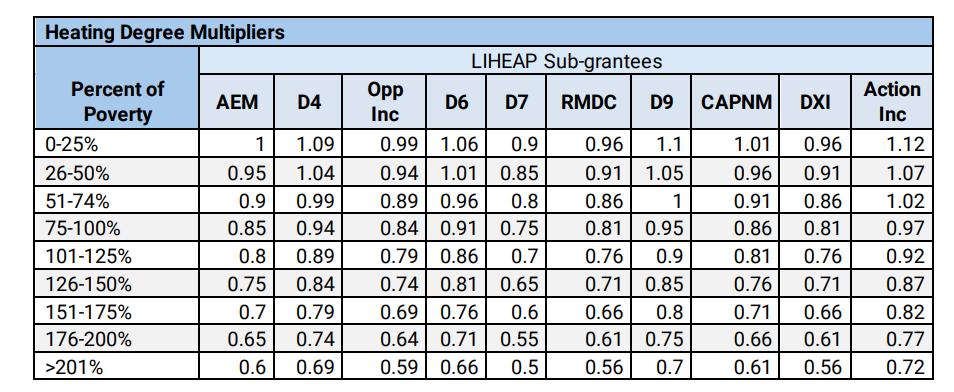 Heating Degree Multipliers
LIHEAP Sub-grantees
Percent of Poverty AEM D4 Opp Inc D6 D7 RMDC D9 CAPNM DXI Action Inc
0-25% 1 1.09 0.99 1.06 0.9 0.96 1.1 1.01 0.96 1.12
26-50% 0.95 1.04 0.94 1.01 0.85 0.91 1.05 0.96 0.91 1.07
51-74% 0.9 0.99 0.89 0.96 0.8 0.86 1 0.91 0.86 1.02
75-100% 0.85 0.94 0.84 0.91 0.75 0.81 0.95 0.86 0.81 0.97
101-125% 0.8 0.89 0.79 0.86 0.7 0.76 0.9 0.81 0.76 0.92
126-150% 0.75 0.84 0.74 0.81 0.65 0.71 0.85 0.76 0.71 0.87
151-175% 0.7 0.79 0.69 0.76 0.6 0.66 0.8 0.71 0.66 0.82
176-200% 0.65 0.74 0.64 0.71 0.55 0.61 0.75 0.66 0.61 0.77
>201% 0.6 0.69 0.59 0.66 0.5 0.56 0.7 0.61 0.56 0.72